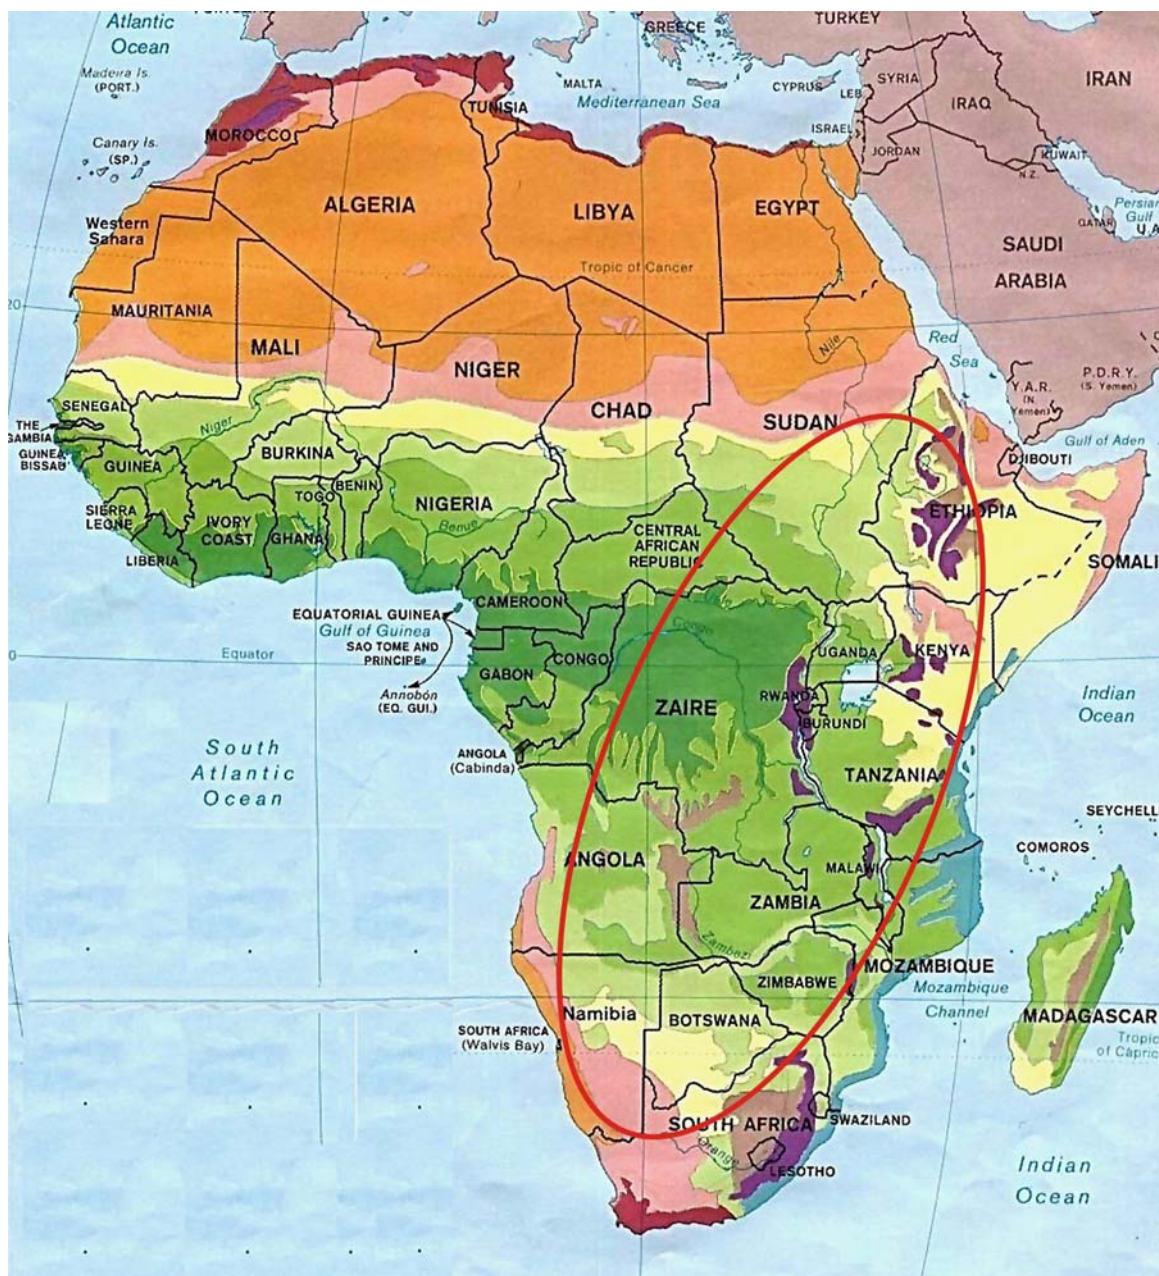 Atlantic
Ocean
TURKEY
GREECE
Madeira Is.
(PORT.)
MALTA
CYPRUS
SYRIA
LEB
IRAN
IRAQ
Mediterranean Sea
TUNISIA
MOROCCO
ISRAEL
JORDAN
KUWAIT
N.Z.
Canary Is.
(SP.)
Persian
Gulf
QATAR
U.A
ALGERIA
LIBYA
EGYPT
Western
Sahara
SAUDI
ARABIA
Tropic of Cancer
20
MAURITANIA
MALI
NIGER
CHAD
SUDAN
Nile
Red
Sea
P.D.R.Y.
(S. Yemen)
Y.A.R.
(N.
Yemen)
Gulf of Aden
DJIBOUTI
SENEGAL
THE
GAMBIA
GUINEA
BISSAU
Niger
BURKINA
GUINEA
BENIN
TOGO
NIGERIA
Benue
SIERRA
LEONE
IVORY
COAST
GHANA
LIBERIA
CENTRAL
AFRICAN
REPUBLIC
ETHIOPIA
SOMALI
CAMEROON
EQUATORIAL GUINEA
Gulf of Guinea
SAO TOME AND
PRINCIPE
Congo
UGANDA
KENYA
0
Equator
GABON
CONGO
Annobón
(EQ. GUI.)
ZAIRE
RWANDA
BURUNDI
Indian
Ocean
South
Atlantic
Ocean
ANGOLA
(Cabinda)
TANZANIA
SEYCHELL
COMOROS
ANGOLA
MALAWI
ZAMBIA
Zambezi
MOZAMBIQUE
ZIMBABWE
Mozambique
Channel
Namibia
BOTSWANA
MADAGASCAR
Tropic
of Capric
SOUTH AFRICA
(Walvis Bay)
SOUTH AFRICA
SWAZILAND
Orange
LESOTHO
Indian
Ocean